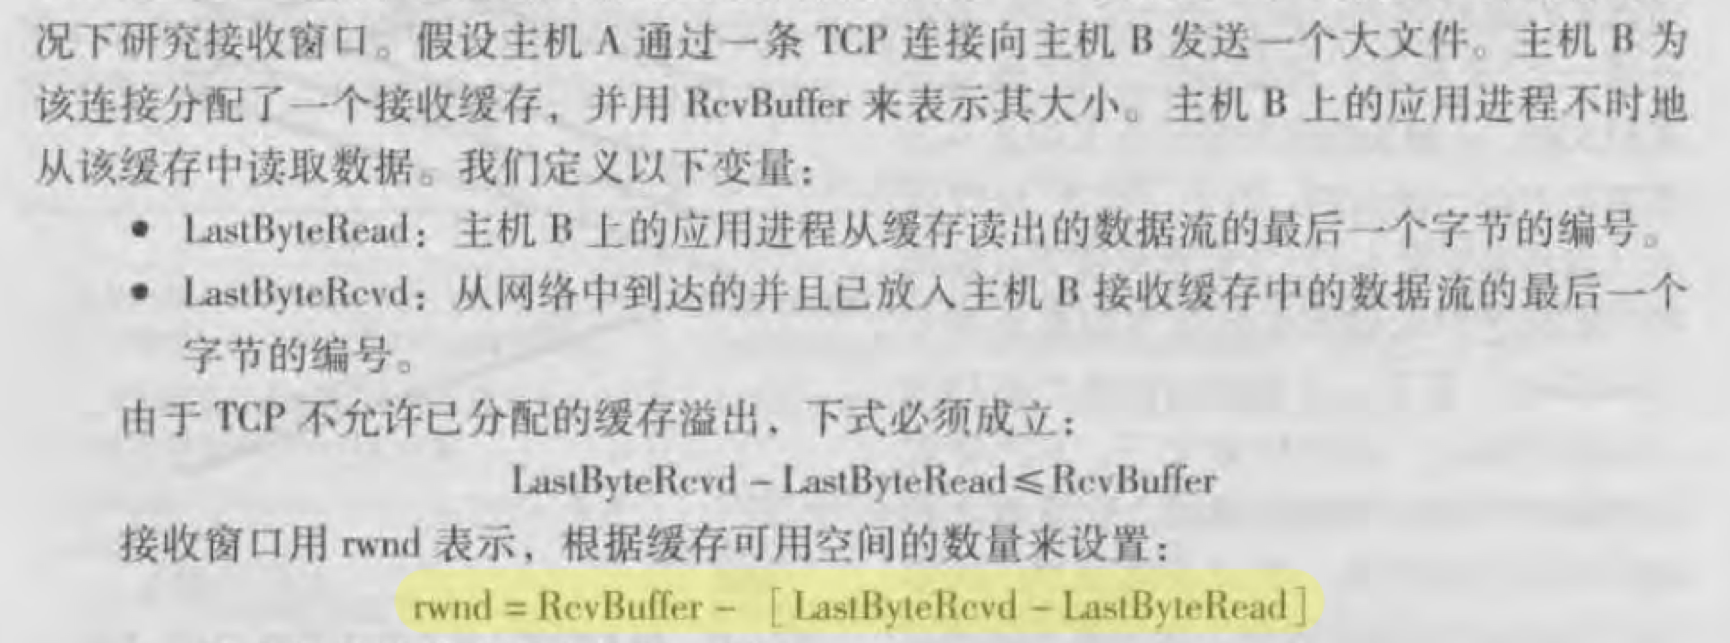 况下研究接收窗口。假设主机 A 通过一条 TCP 连接向主机 B 发送一个大文件。主机 B 为
该连接分配了一个接收缓存，并用 RcvBuffer 来表示其大小。主机 B 上的应用进程不时地
从该缓存中读取数据。我们定义以下变量：
• LastByteRead：主机 B 上的应用进程从缓存读出的数据流的最后一个字节的编号。
• LastByteRcvd：从网络中到达的并且已放入主机 B 接收缓存中的数据流的最后一个
字节的编号。
由于 TCP 不允许已分配的缓存溢出，下式必须成立：
LastByteRcvd - LastByteRead ≤ RcvBuffer
接收窗口用 rwnd 表示，根据缓存可用空间的数量来设置：
rwnd = RcvBuffer - [ LastByteRcvd - LastByteRead ]